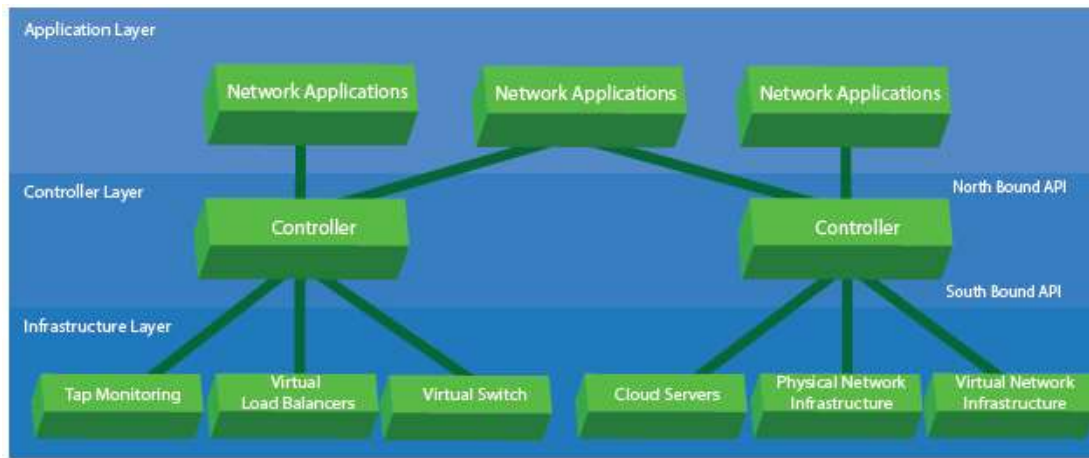 Application Layer
Network Applications
Network Applications
Network Applications
Controller Layer
North Bound API
Controller
Controller
South Bound API
Infrastructure Layer
Tap Monitoring
Virtual
Load Balancers
Virtual Switch
Cloud Servers
Physical Network
Infrastructure
Virtual Network
Infrastructure